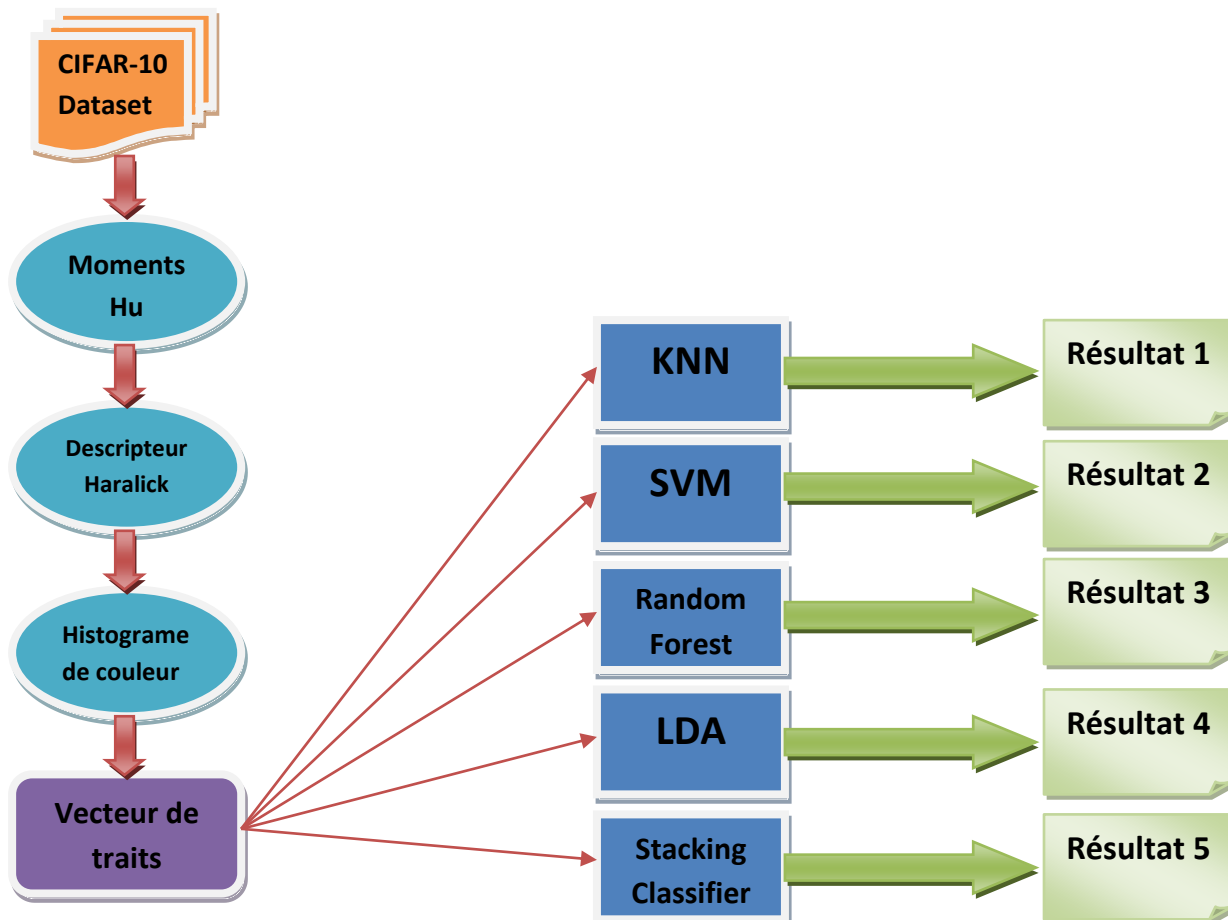 CIFAR-10
Dataset
Moments
Hu
Descripteur
Haralick
Histograme
de couleur
Vecteur de
traits
KNN
SVM
Random
Forest
LDA
Stacking
Classifier
Résultat 1
Résultat 2
Résultat 3
Résultat 4
Résultat 5